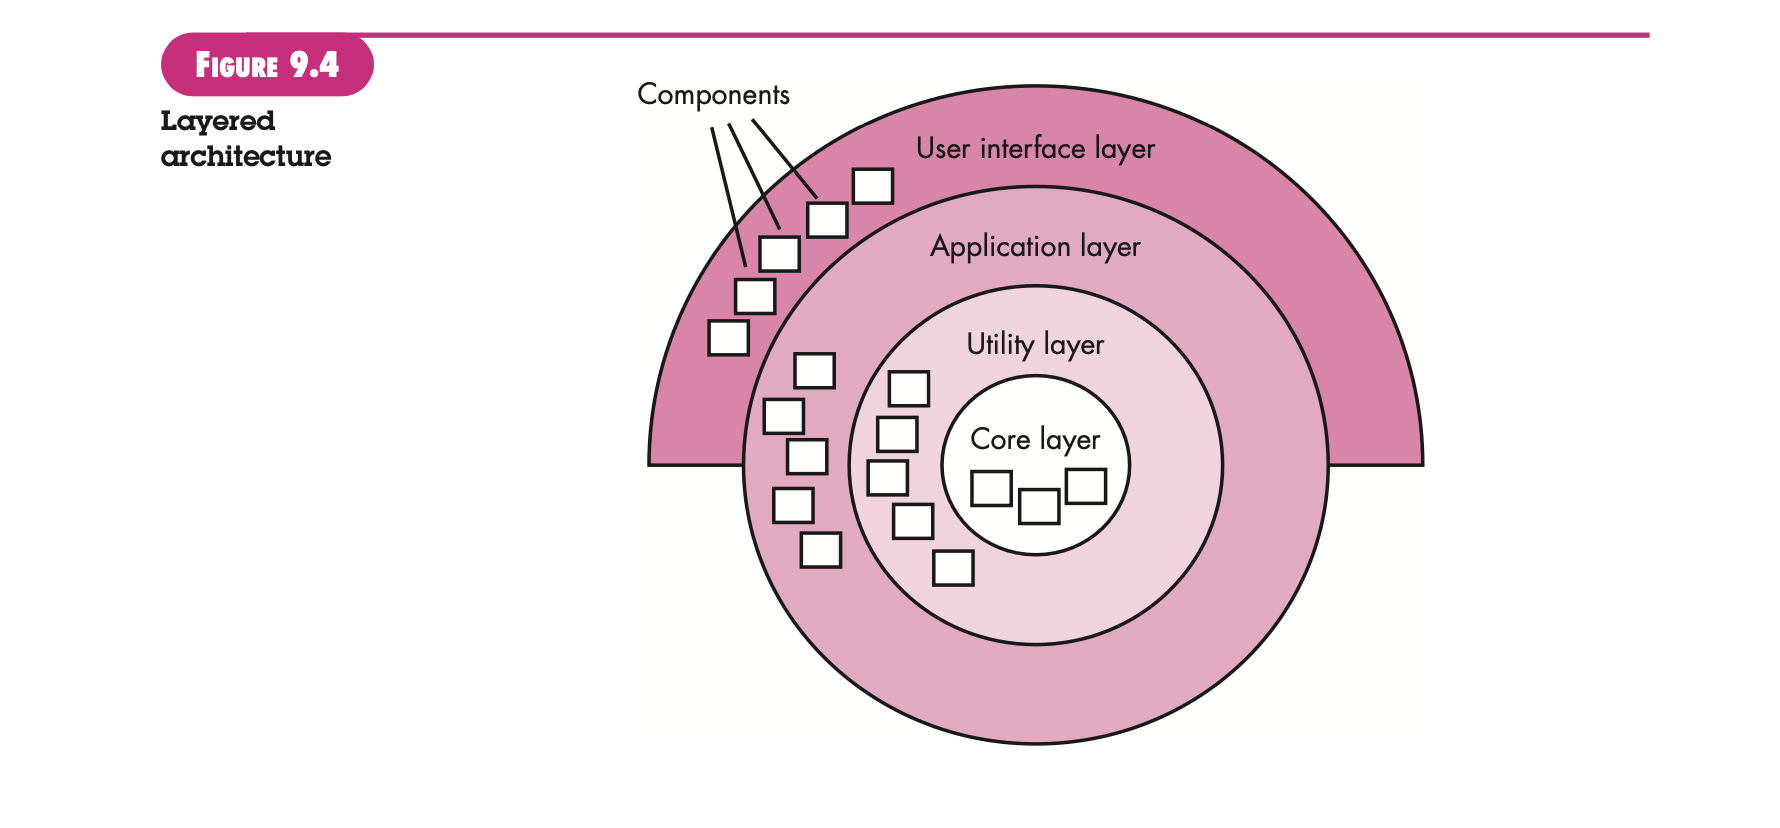 FIGURE 9.4
Layered
architecture
Components
User interface layer
Application layer
Utility layer
Core layer